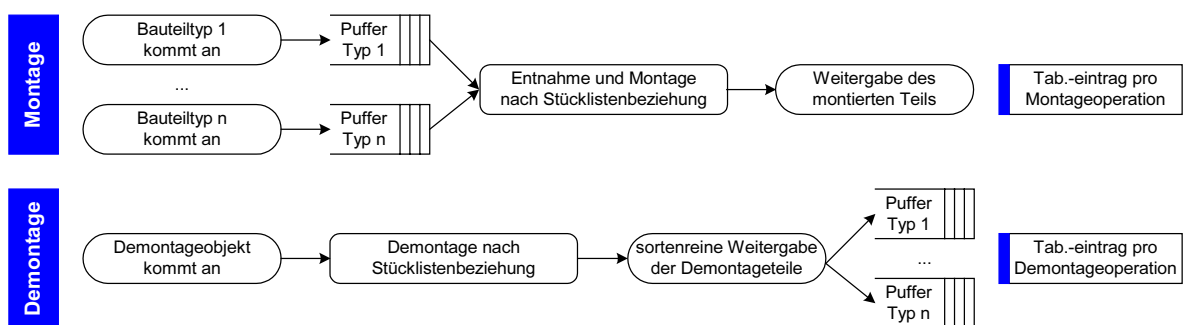 Montage
Bauteiltyp 1
kommt an
...
Bauteiltyp n
kommt an
Puffer
Typ 1
Puffer
Typ n
Entnahme und Montage
nach Stücklistenbeziehung
Weitergabe des
montierten Teils
Tab.-eintrag pro
Montageoperation
Demontage
Demontageobjekt
kommt an
Demontage nach
Stücklistenbeziehung
sortenreine Weitergabe
der Demontageteile
Puffer
Typ 1
...
Puffer
Typ n
Tab.-eintrag pro
Demontageoperation